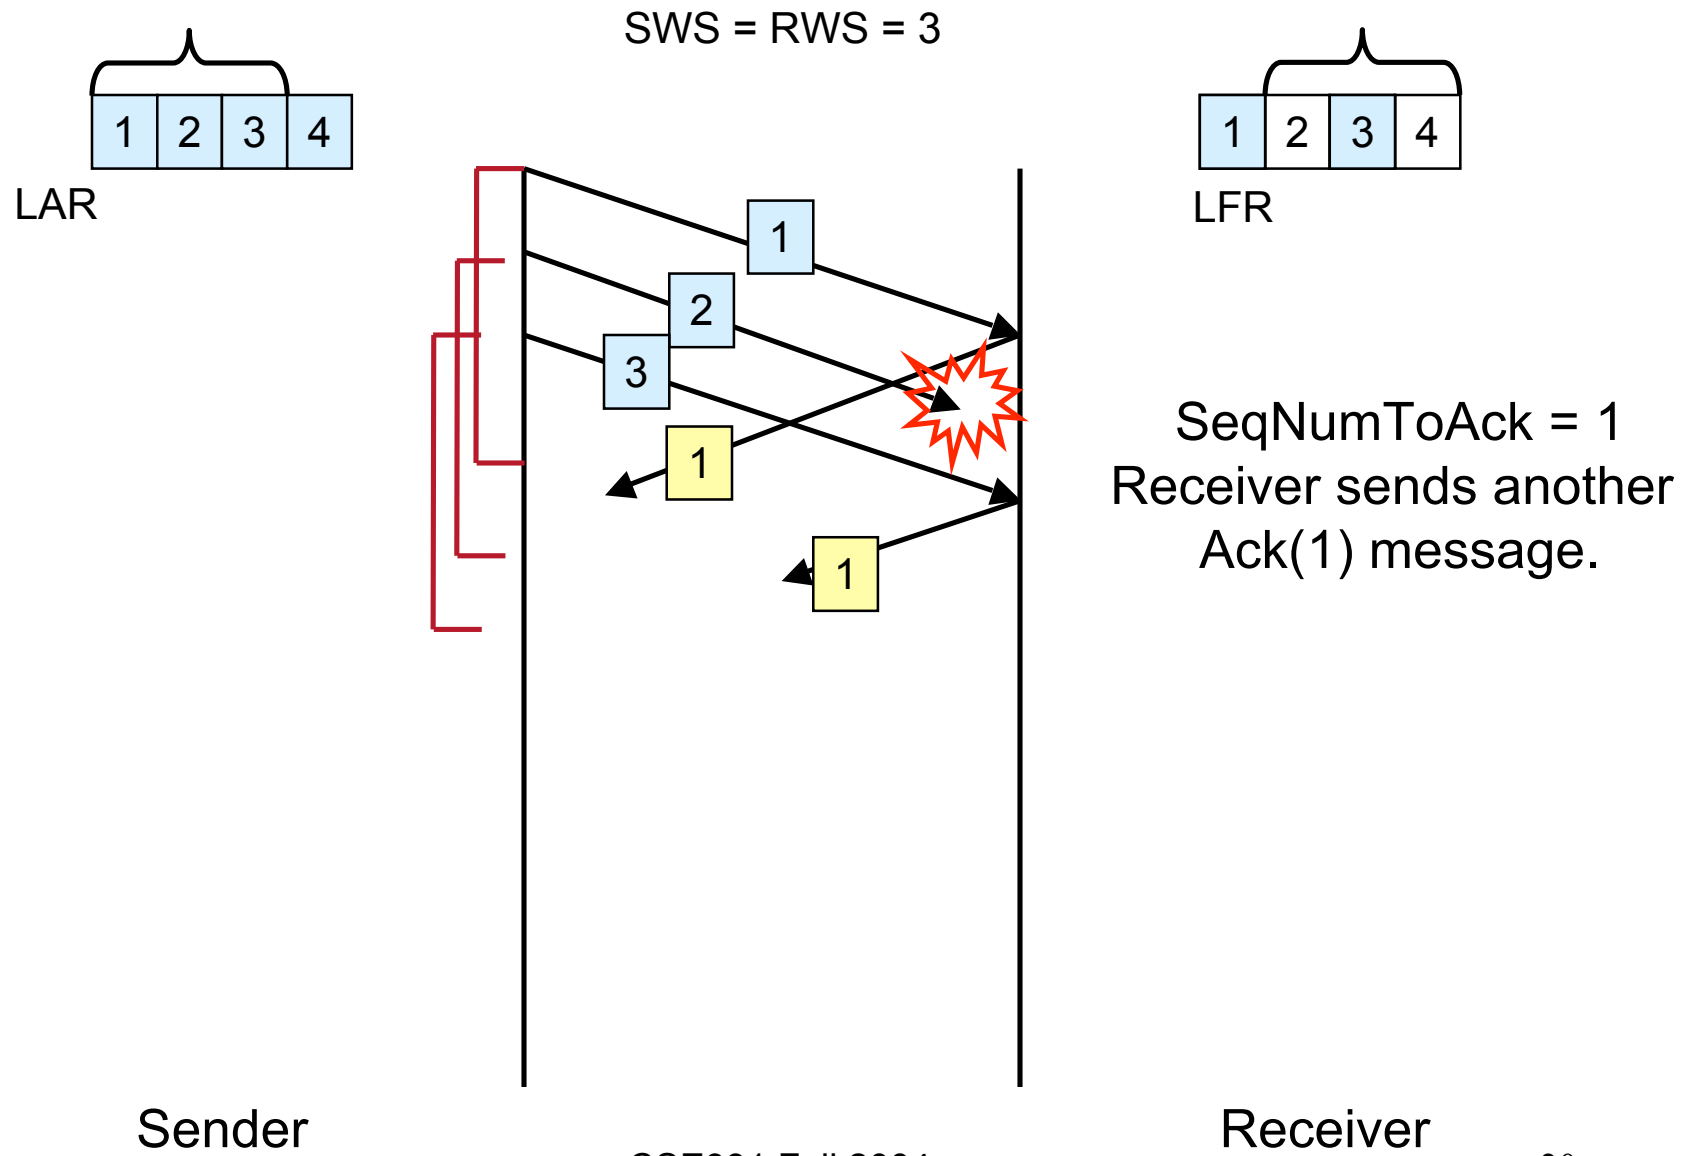 SWS = RWS = 3
1 2 3 4
1 2 3 4
LAR
LFR
1
2
3
1
1
SeqNumToAck = 1
Receiver sends another
Ack(1) message.
Sender
Receiver